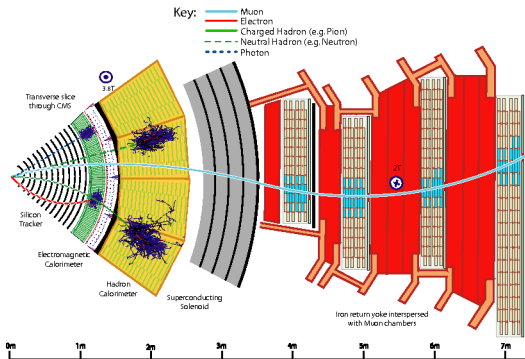 Key:
Muon
Electron
Charged Hadron (e.g. Pion)
Neutral Hadron (e.g. Neutron)
Photon
3.8T
Transverse slice
through CMS
2T
Silicon
Tracker
Electromagnetic
Calorimeter
Hadron
Calorimeter
Superconducting
Solenoid
Iron return yoke interspersed
with Muon chambers
0m 1m 2m 3m 4m 5m 6m 7m